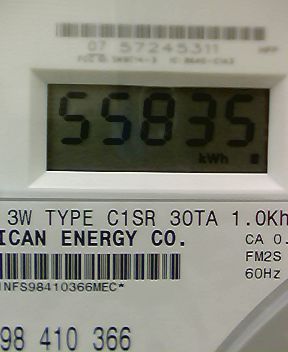 07 57245311
55835
kWh
3W TYPE C1SR 30TA 1.0Kh
ICAN ENERGY CO.
CA 0.
FM2S
60Hz
NFS98410366MEC*
98 410 366